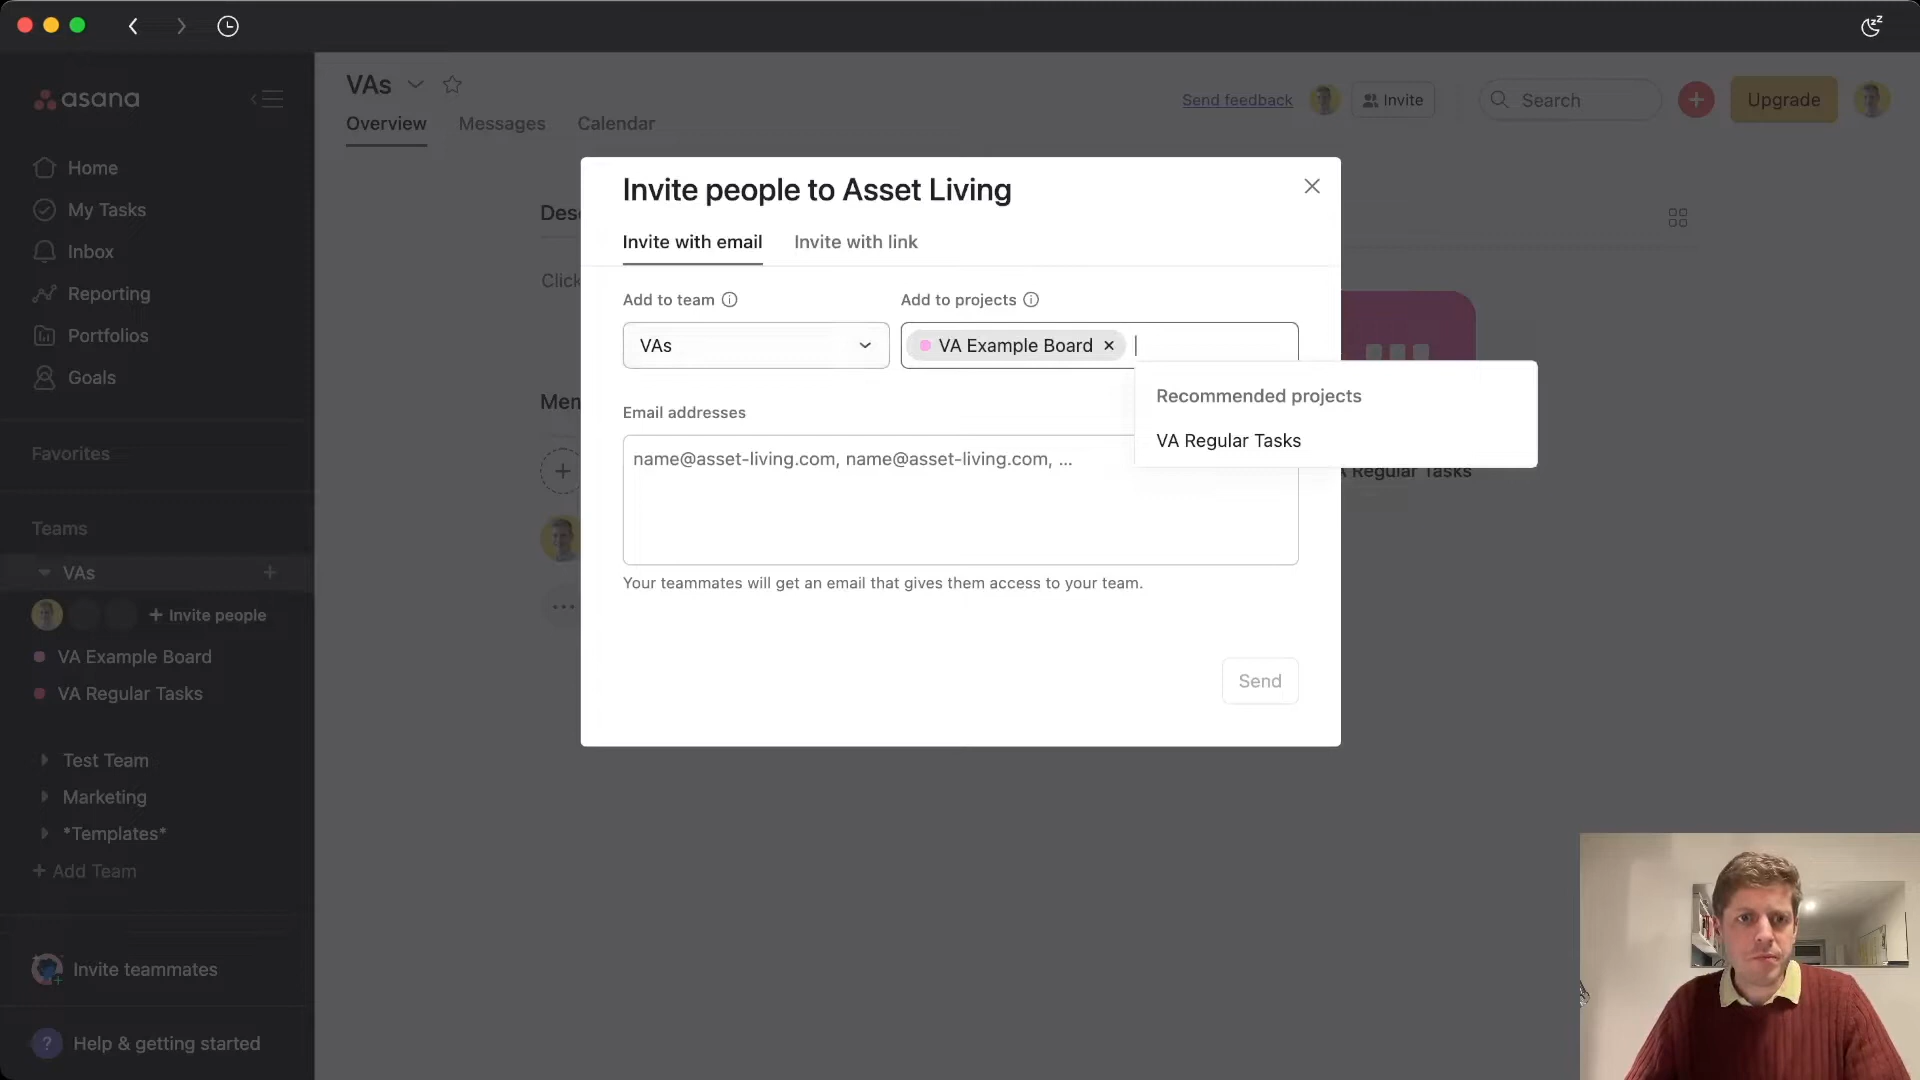 asana
Home
My Tasks
Inbox
Reporting
Portfolios
Goals
Favorites
Teams
VAs
+ Invite people
VA Example Board
VA Regular Tasks
Test Team
Marketing
*Templates*
+ Add Team
Invite teammates
? Help & getting started
VAs
Overview Messages Calendar
Send feedback
Invite
Search
Upgrade
Invite people to Asset Living
Invite with email Invite with link
Add to team
Add to projects
VAs
VA Example Board
Recommended projects
VA Regular Tasks
Email addresses
name@asset-living.com, name@asset-living.com, ...
Your teammates will get an email that gives them access to your team.
Send
Click
Regular Tasks